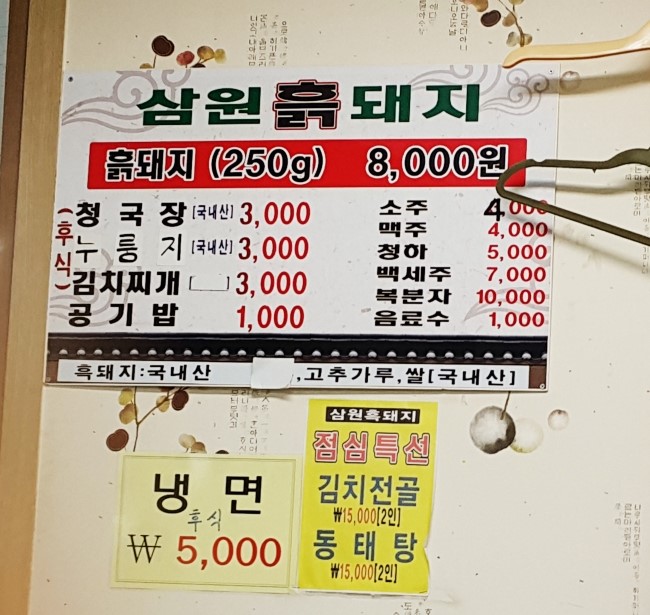 삼원흙돼지
흙돼지 (250g) 8,000원
(후식)
청국장 [국내산] 3,000
누룽지 [국내산] 3,000
김치찌개 [ ] 3,000
공기밥 1,000
소주 4,000
맥주 4,000
청하 5,000
백세주 7,000
복분자 10,000
음료수 1,000
흑돼지:국내산 ,고추가루,쌀[국내산]
삼원흑돼지
점심특선
김치전골
₩15,000[2인]
동태탕
₩15,000[2인]
냉면
후식
₩ 5,000